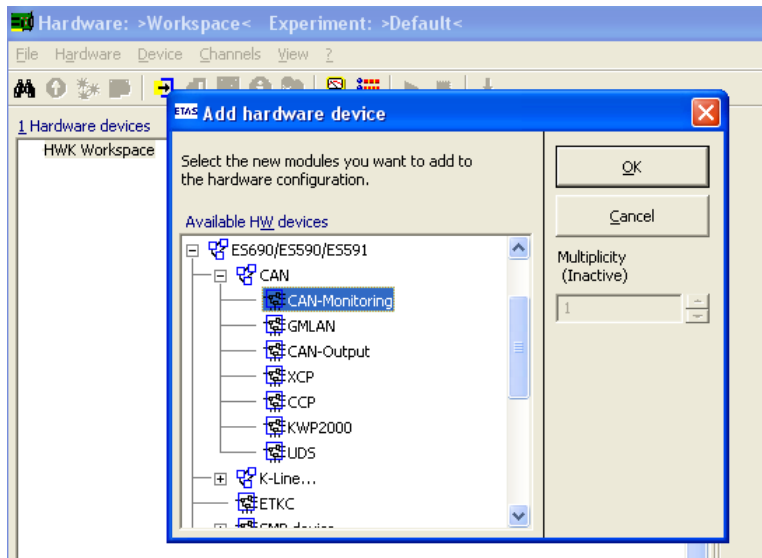 Hardware: >Workspace<   Experiment: >Default<
File  Hardware  Device  Channels  View  ?
1 Hardware devices
HWK Workspace
ETAS Add hardware device
Select the new modules you want to add to
the hardware configuration.
Available HW devices
ES690/ES590/ES591
CAN
CAN-Monitoring
GMLAN
CAN-Output
XCP
CCP
KWP2000
UDS
K-Line...
ETKC
OK
Cancel
Multiplicity
(Inactive)
1